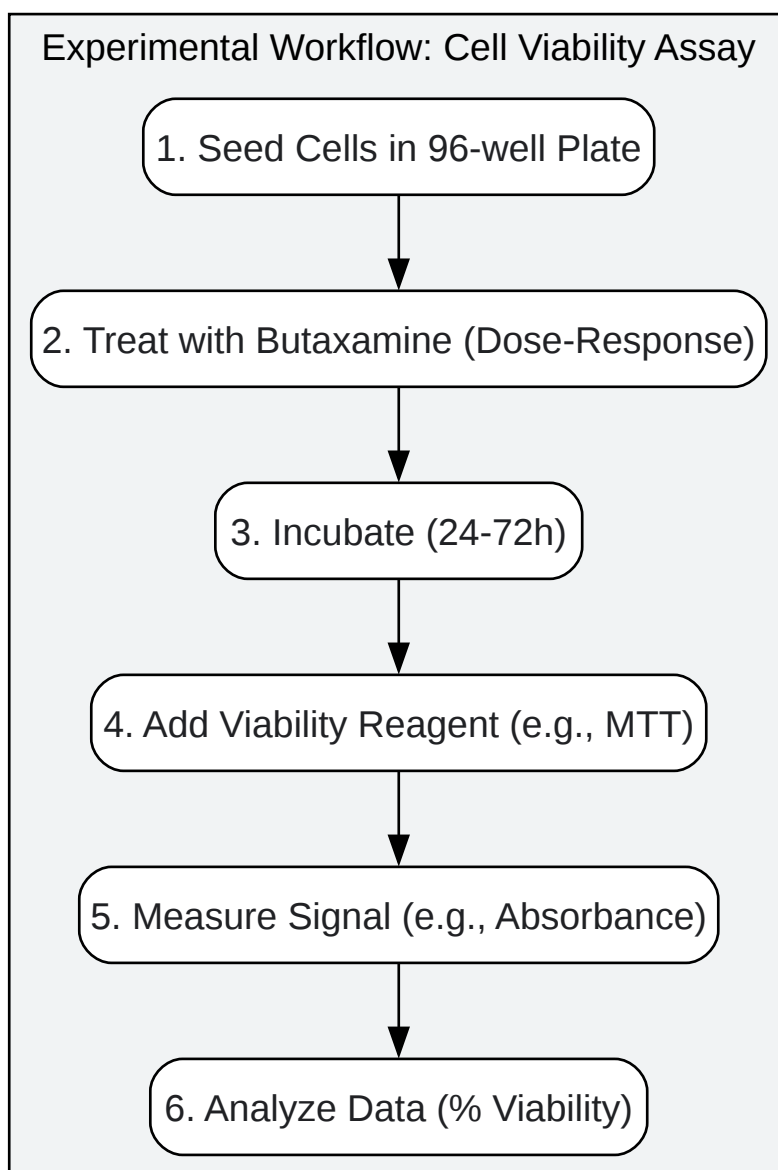 Experimental Workflow: Cell Viability Assay
1. Seed Cells in 96-well Plate
2. Treat with Butaxamine (Dose-Response)
3. Incubate (24-72h)
4. Add Viability Reagent (e.g., MTT)
5. Measure Signal (e.g., Absorbance)
6. Analyze Data (% Viability)